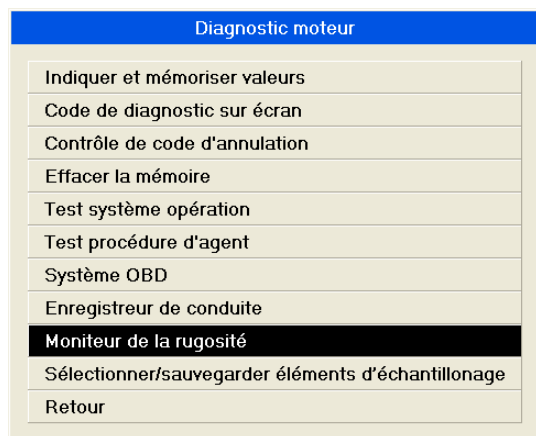 Diagnostic moteur
Indiquer et mémoriser valeurs
Code de diagnostic sur écran
Contrôle de code d'annulation
Effacer la mémoire
Test système opération
Test procédure d'agent
Système OBD
Enregistreur de conduite
Moniteur de la rugosité
Sélectionner/sauvegarder éléments d'échantillonage
Retour